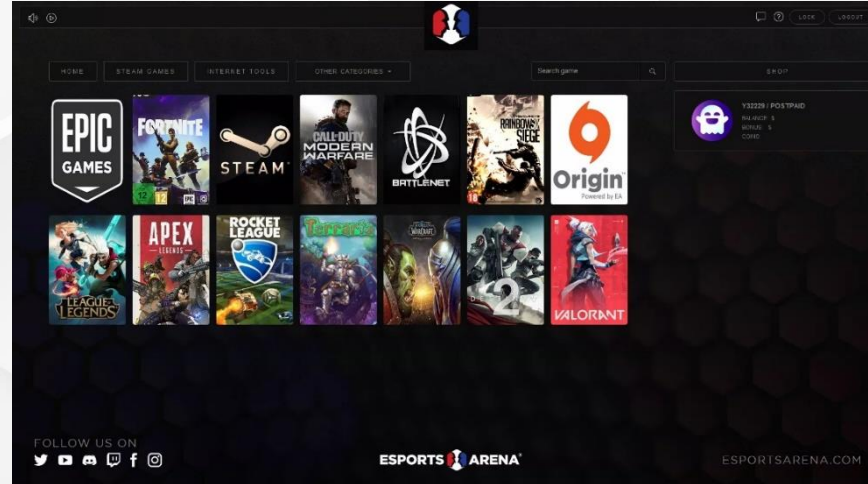 LOCK
LOGOUT
HOME
STEAM GAMES
INTERNET TOOLS
OTHER CATEGORIES
Search game
SHOP
Y32229 / POSTPAID
BALANCE $
BONUS $
COINS
EPIC
GAMES
FORTNITE
STEAM
CALL·DUTY
MODERN
WARFARE
BATTLE.NET
RAINBOWSIX
SIEGE
Origin
Powered by EA
LEAGUE
LEGENDS
APEX
LEGENDS
ROCKET
LEAGUE
Terraria
WARCRAFT
2
VALORANT
FOLLOW US ON
ESPORTS ARENA
ESPORTSARENA.COM